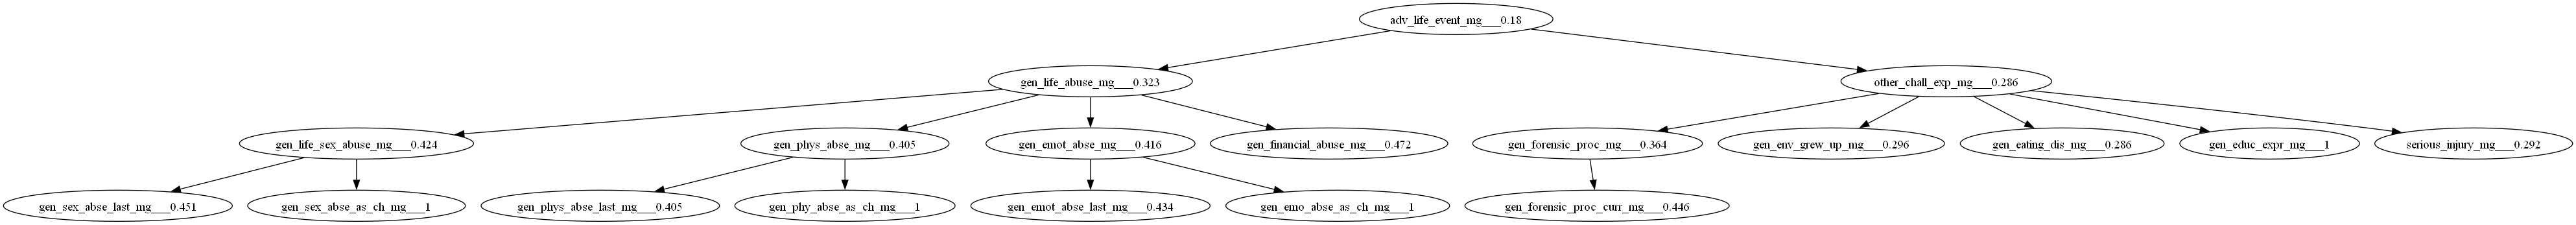 adv_life_event_mg___0.18
gen_life_abuse_mg___0.323
other_chall_exp_mg___0.286
gen_life_sex_abuse_mg___0.424
gen_phys_abse_mg___0.405
gen_emot_abse_mg___0.416
gen_financial_abuse_mg___0.472
gen_forensic_proc_mg___0.364
gen_env_grew_up_mg___0.296
gen_eating_dis_mg___0.286
gen_educ_expr_mg___1
serious_injury_mg___0.292
gen_sex_abse_last_mg___0.451
gen_sex_abse_as_ch_mg___1
gen_phys_abse_last_mg___0.405
gen_phy_abse_as_ch_mg___1
gen_emot_abse_last_mg___0.434
gen_emo_abse_as_ch_mg___1
gen_forensic_proc_curr_mg___0.446